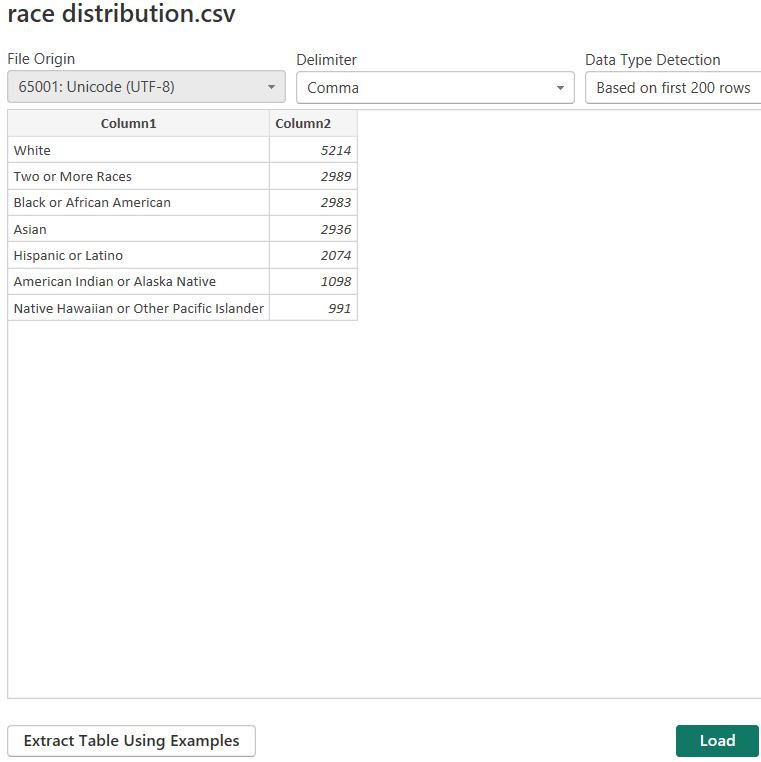 race distribution.csv
File Origin
Delimiter
Data Type Detection
65001: Unicode (UTF-8)
Comma
Based on first 200 rows
Column1 Column2
White 5214
Two or More Races 2989
Black or African American 2983
Asian 2936
Hispanic or Latino 2074
American Indian or Alaska Native 1098
Native Hawaiian or Other Pacific Islander 991
Extract Table Using Examples
Load